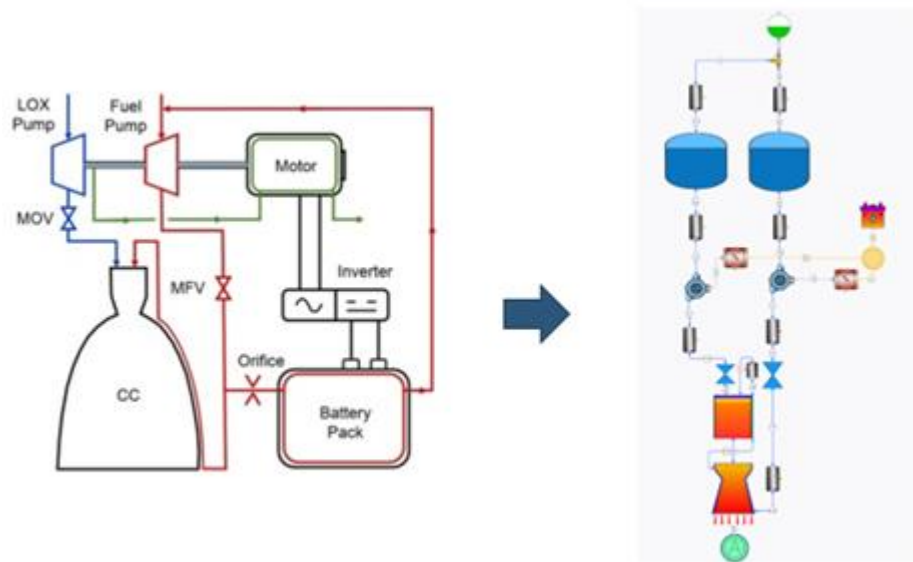 LOX
Pump
Fuel
Pump
Motor
MOV
MFV
Inverter
Orifice
CC
Battery
Pack
A